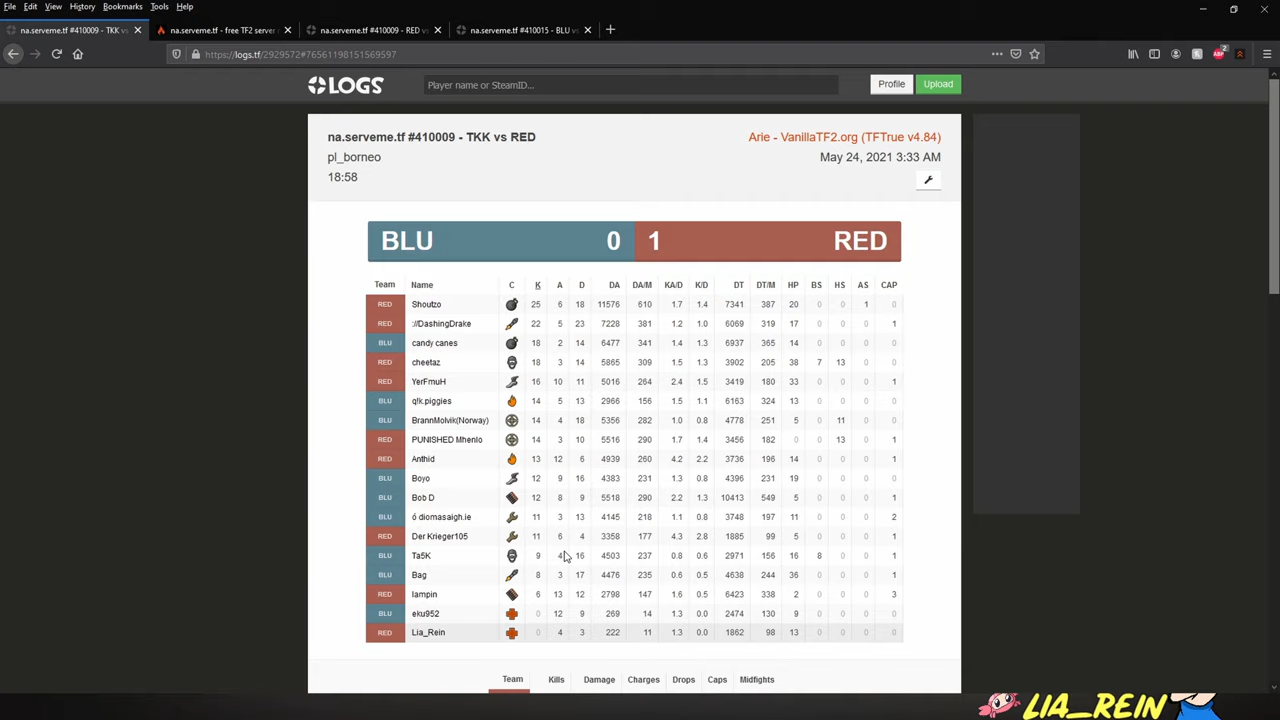 File Edit View History Bookmarks Tools Help
na.serveme.tf #410009 - TKK vs
na.serveme.tf - free TF2 server
na.serveme.tf #410009 - RED v
na.serveme.tf #410015 - BLU vs
https://logs.tf/2929572#76561198151569597
LOGS
Player name or SteamID...
Profile
Upload
na.serveme.tf #410009 - TKK vs RED
Arie - VanillaTF2.org (TFTrue v4.84)
pl_borneo
May 24, 2021 3:33 AM
18:58
BLU 0 1 RED
Team Name C K A D DA DA/M KA/D K/D DT DT/M HP BS HS AS CAP
RED Shoutzo 25 6 18 11576 610 1.7 1.4 7341 387 20 0 0 1 0
RED ://DashingDrake 22 5 23 7228 381 1.2 1.0 6069 319 17 0 0 0 1
BLU candy canes 18 2 14 6477 341 1.4 1.3 6937 365 14 0 0 0 0
RED cheetaz 18 3 14 5865 309 1.5 1.3 3902 205 38 7 13 0 0
RED YerFmuH 16 10 11 5016 264 2.4 1.5 3419 180 33 0 0 0 1
BLU q!k.piggies 14 5 13 2966 156 1.5 1.1 6163 324 13 0 0 0 0
BLU BrannMolvik(Norway) 14 4 18 5356 282 1.0 0.8 4778 251 5 0 11 0 0
RED PUNISHED Mhenlo 14 3 10 5516 290 1.7 1.4 3456 182 0 0 13 0 1
RED Anthid 13 12 6 4939 260 4.2 2.2 3736 196 14 0 0 0 1
BLU Boyo 12 9 16 4383 231 1.3 0.8 4396 231 19 0 0 0 0
BLU Bob D 12 8 9 5518 290 2.2 1.3 10413 549 5 0 0 0 1
BLU ó diomasaigh.ie 11 3 13 4145 218 1.1 0.8 3748 197 11 0 0 0 2
RED Der Krieger105 11 6 4 3358 177 4.3 2.8 1885 99 5 0 0 0 1
BLU Ta5K 9 4 16 4503 237 0.8 0.6 2971 156 16 8 0 0 1
BLU Bag 8 3 17 4476 235 0.6 0.5 4638 244 36 0 0 0 1
RED lampin 6 13 12 2798 147 1.6 0.5 6423 338 2 0 0 0 3
BLU eku952 0 12 9 269 14 1.3 0.0 2474 130 9 0 0 0 0
RED Lia_Rein 0 4 3 222 11 1.3 0.0 1862 98 13 0 0 0 0
Team Kills Damage Charges Drops Caps Midfights
LIA_REIN